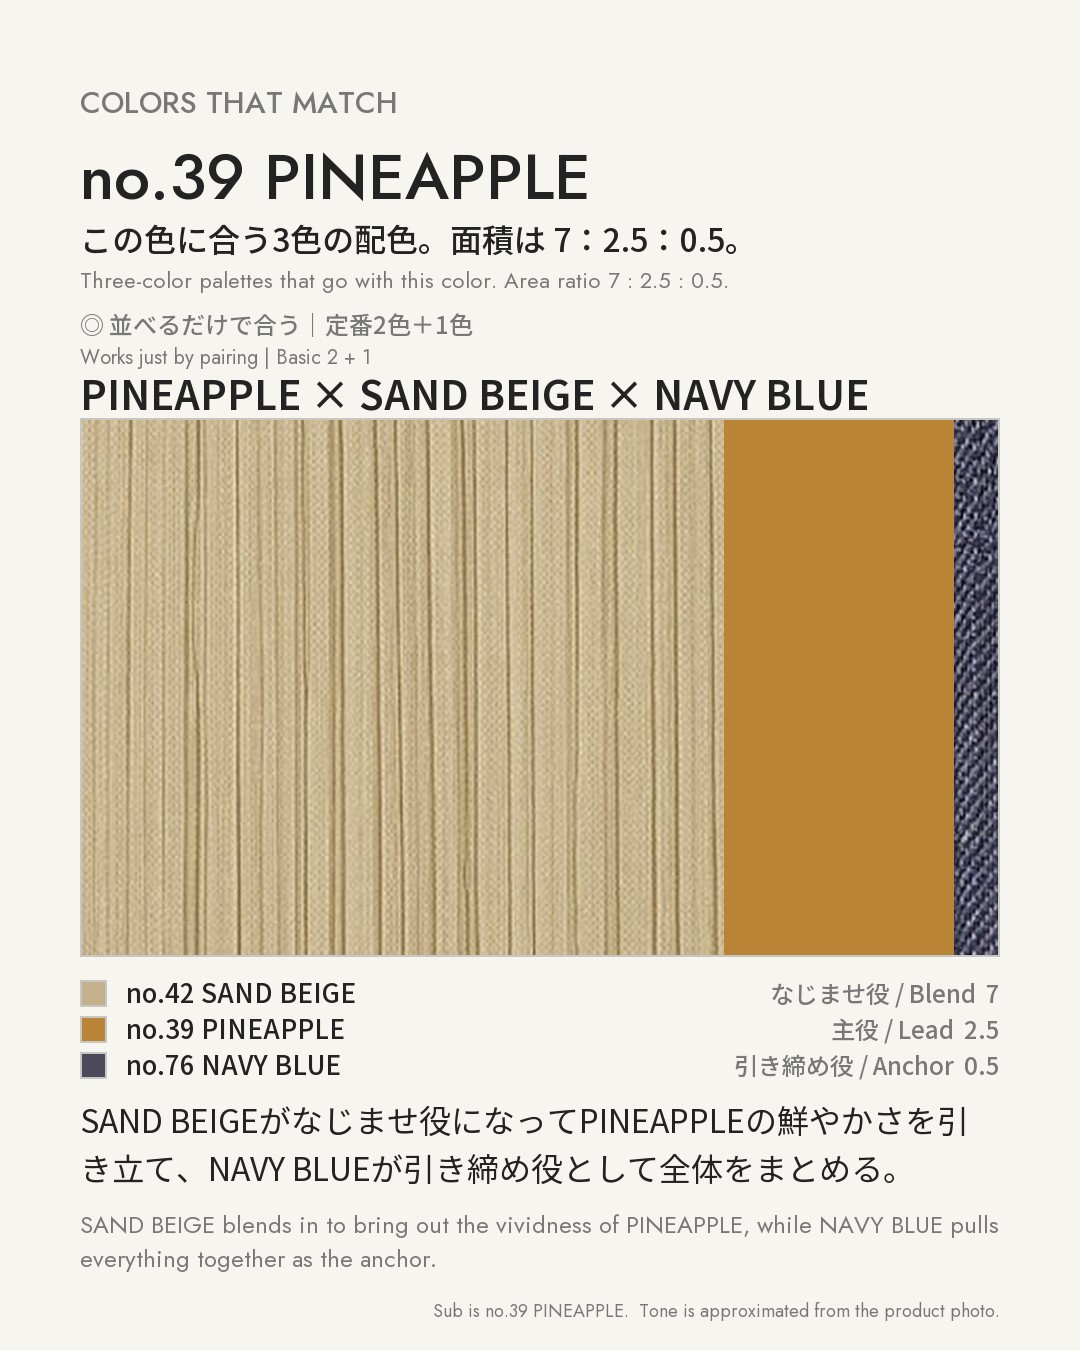 COLORS THAT MATCH
no.39 PINEAPPLE
この色に合う3色の配色。面積は 7：2.5：0.5。
Three-color palettes that go with this color. Area ratio 7 : 2.5 : 0.5.
◎ 並べるだけで合う｜定番2色＋1色
Works just by pairing | Basic 2 + 1
PINEAPPLE × SAND BEIGE × NAVY BLUE
no.42 SAND BEIGE なじませ役 / Blend 7
no.39 PINEAPPLE 主役 / Lead 2.5
no.76 NAVY BLUE 引き締め役 / Anchor 0.5
SAND BEIGEがなじませ役になってPINEAPPLEの鮮やかさを引
き立て、NAVY BLUEが引き締め役として全体をまとめる。
SAND BEIGE blends in to bring out the vividness of PINEAPPLE, while NAVY BLUE pulls
everything together as the anchor.
Sub is no.39 PINEAPPLE. Tone is approximated from the product photo.